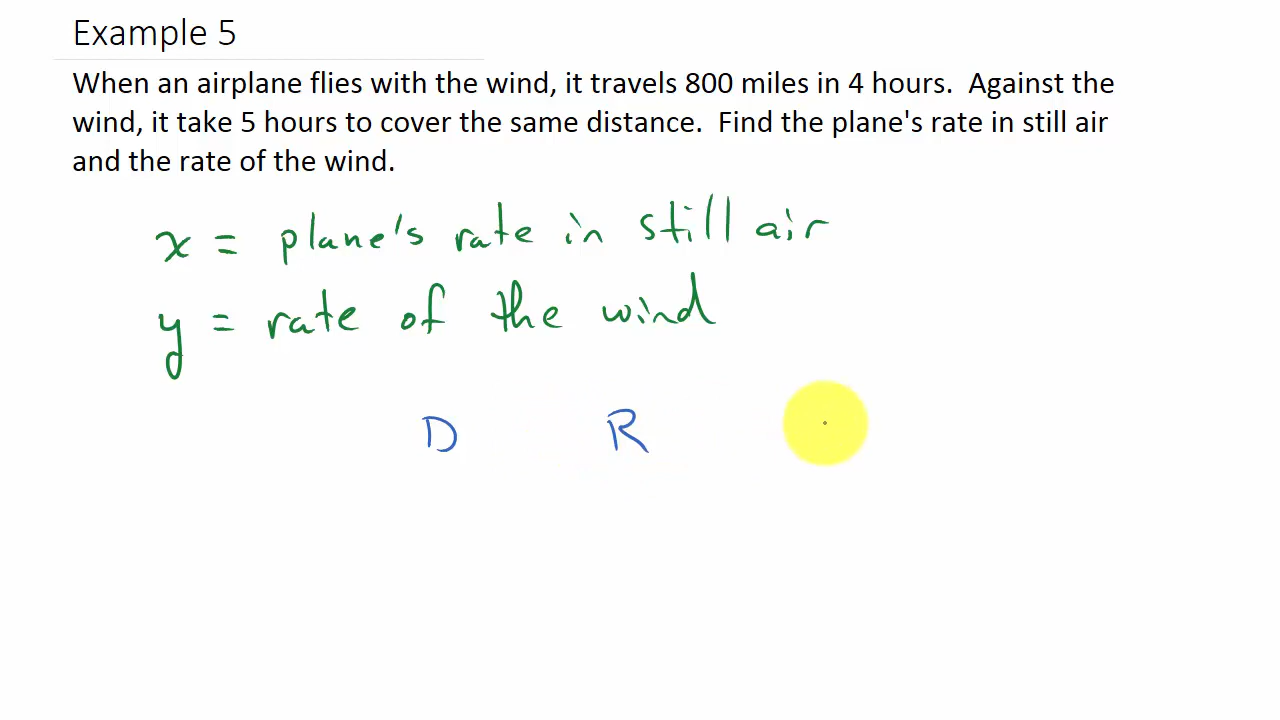 Example 5
When an airplane flies with the wind, it travels 800 miles in 4 hours.  Against the
wind, it take 5 hours to cover the same distance.  Find the plane's rate in still air
and the rate of the wind.
x = plane's rate in still air
y = rate of the wind
D R